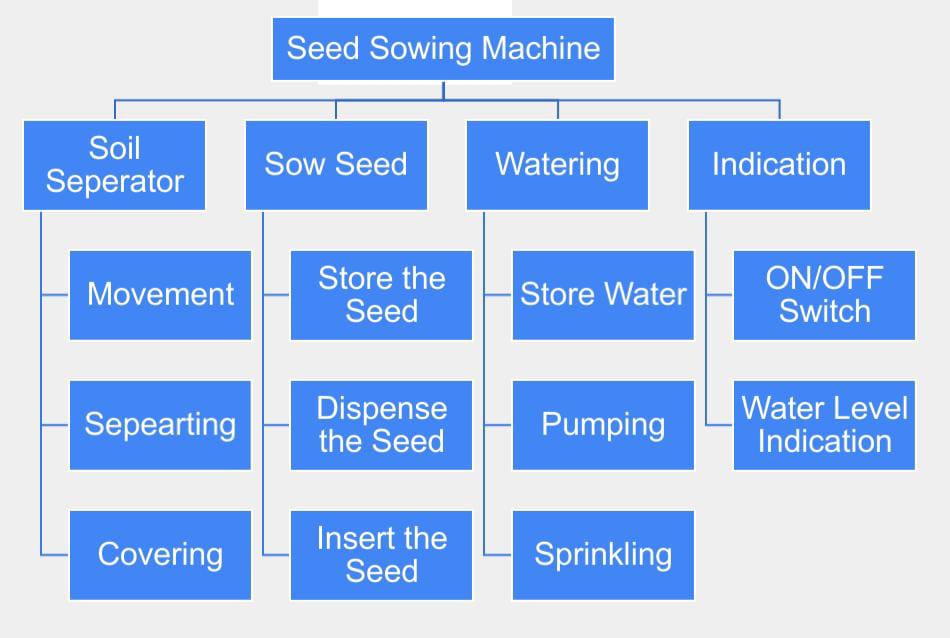 Seed Sowing Machine
Soil
Seperator
Sow Seed
Watering
Indication
Movement
Store the
Seed
Store Water
ON/OFF
Switch
Sepearting
Dispense
the Seed
Pumping
Water Level
Indication
Covering
Insert the
Seed
Sprinkling